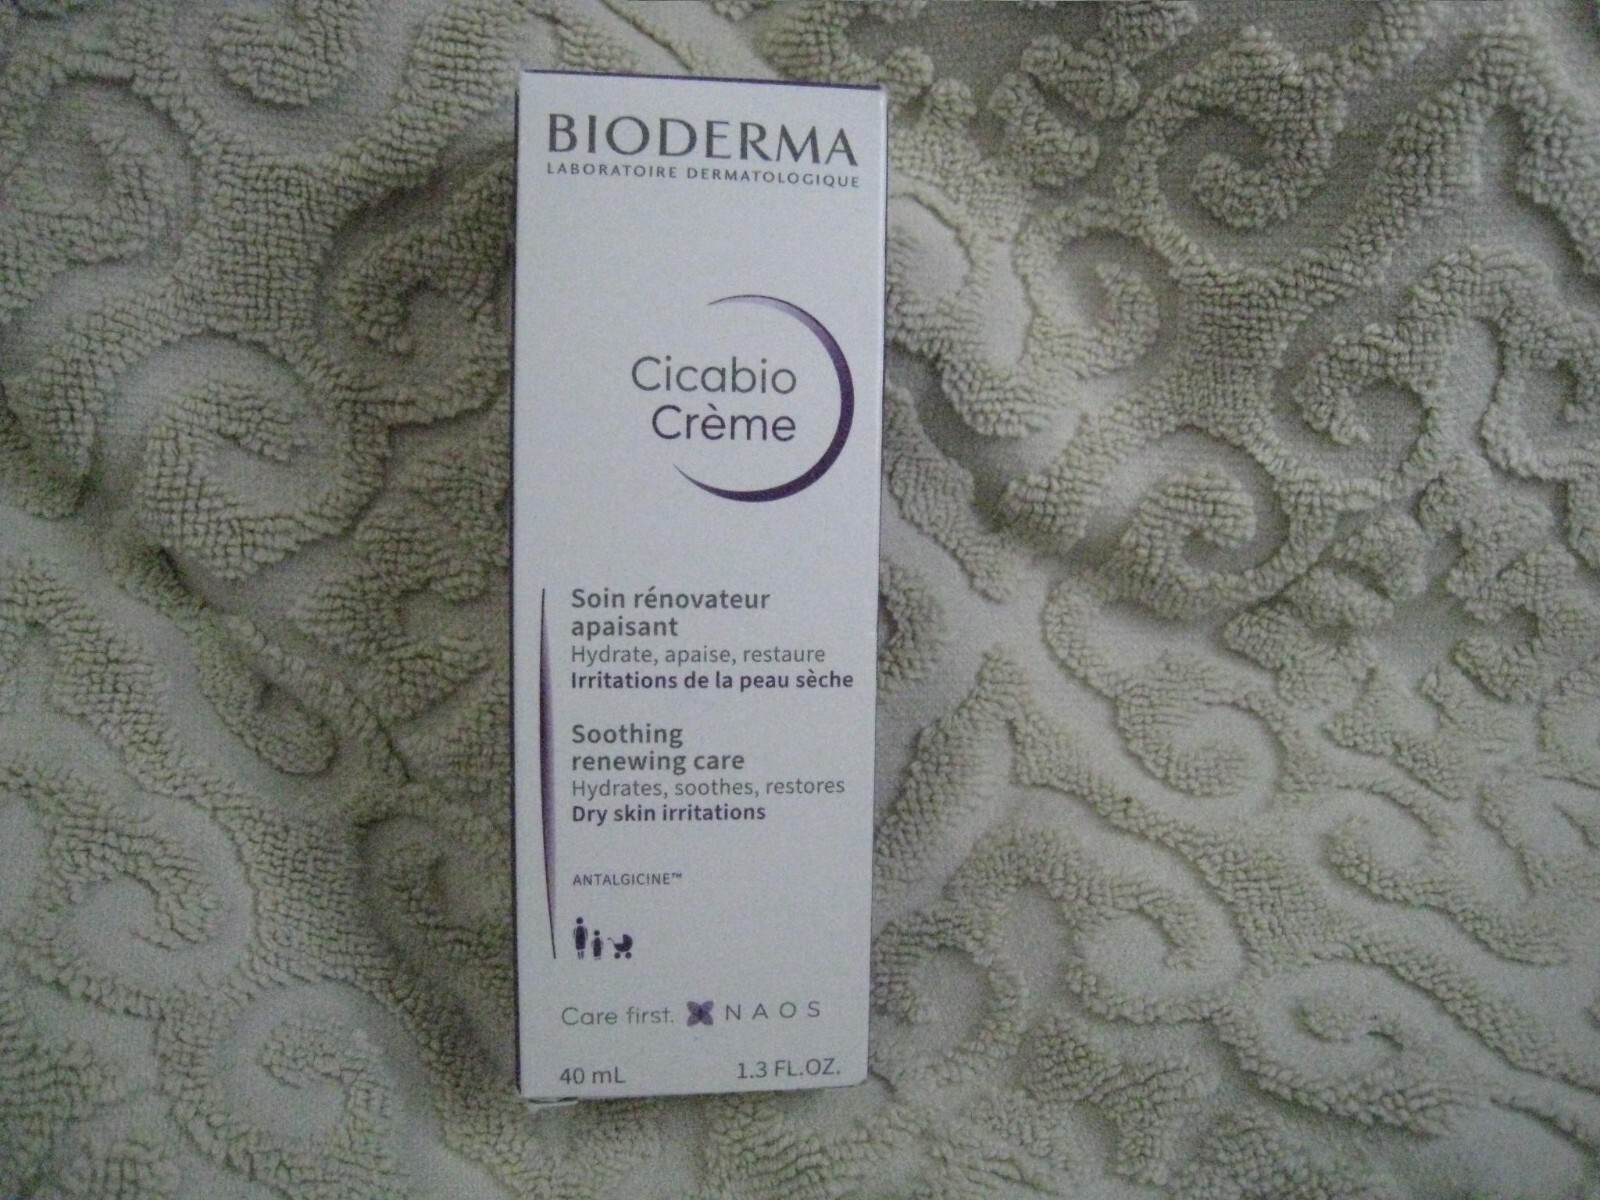 BIODERMA
LABORATOIRE DERMATOLOGIQUE
Cicabio
Crème
Soin rénovateur
apaisant
Hydrate, apaise, restaure
Irritations de la peau sèche
Soothing
renewing care
Hydrates, soothes, restores
Dry skin irritations
ANTALGICINE™
Care first. NAOS
40 mL 1.3 FL.OZ.